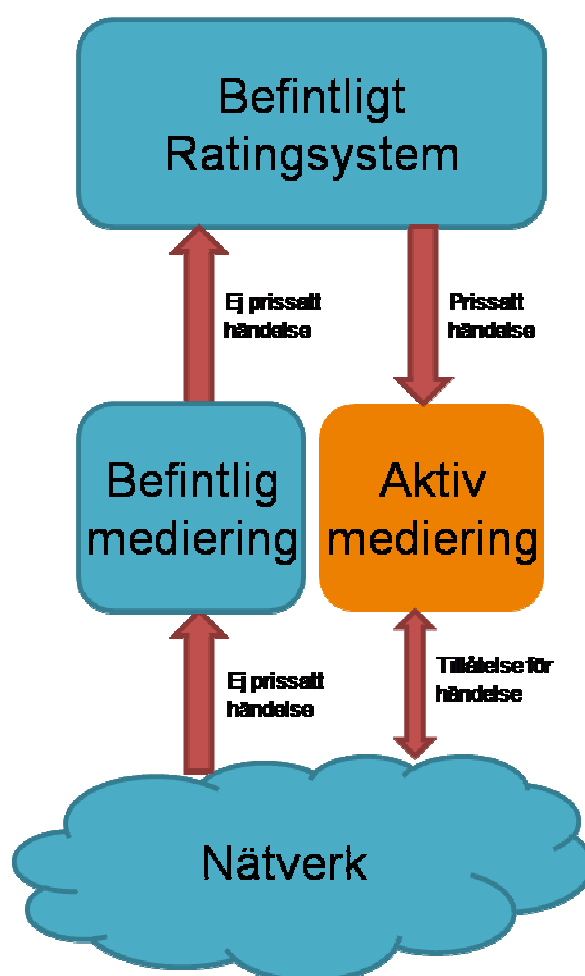 Befintligt
Ratingsystem
Ej prissatt
händelse
Prissatt
händelse
Befintlig
mediering
Aktiv
mediering
Ej prissatt
händelse
Tillåtelse för
händelse
Nätverk